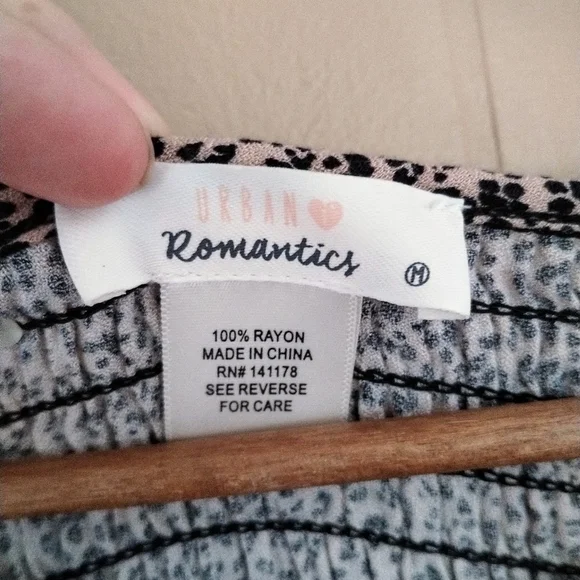 URBAN
Romantics
M
100% RAYON
MADE IN CHINA
RN# 141178
SEE REVERSE
FOR CARE